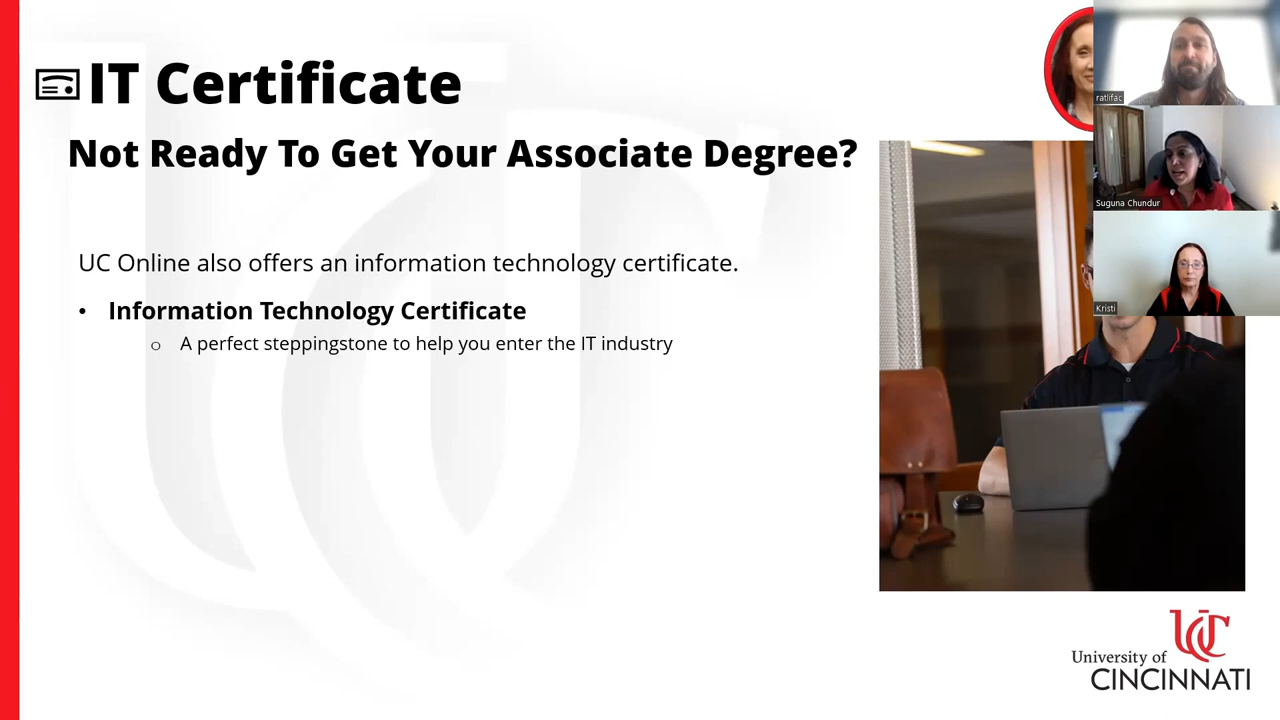 IT Certificate
Not Ready To Get Your Associate Degree?
UC Online also offers an information technology certificate.
• Information Technology Certificate
o A perfect steppingstone to help you enter the IT industry
ratlifac
Suguna Chundur
Kristi
UC
University of
CINCINNATI